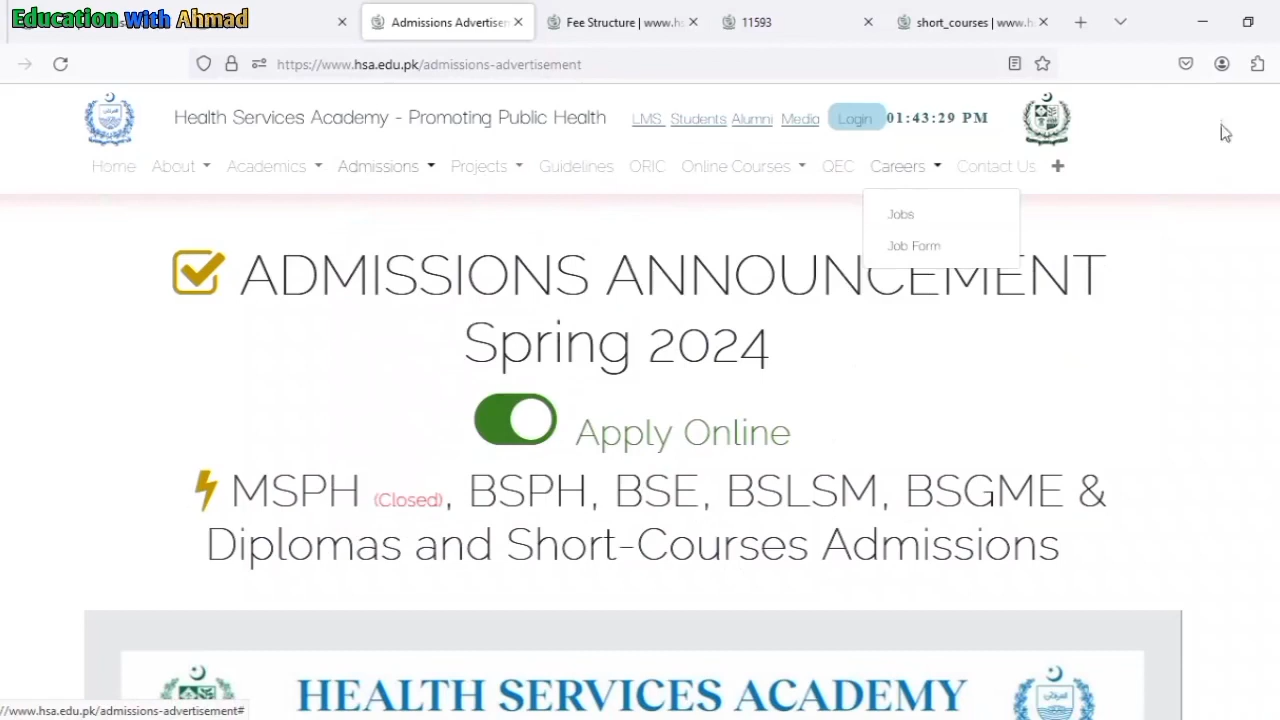 Education with Ahmad
Admissions Advertisen
Fee Structure | www.hs
11593
short_courses | www.h
https://www.hsa.edu.pk/admissions-advertisement
Health Services Academy - Promoting Public Health
LMS Students Alumni Media Login 01:43:29 PM
Home About Academics Admissions Projects Guidelines ORIC Online Courses QEC Careers Contact Us
Jobs
Job Form
ADMISSIONS ANNOUNCEMENT
Spring 2024
Apply Online
MSPH (Closed), BSPH, BSE, BSLSM, BSGME &
Diplomas and Short-Courses Admissions
HEALTH SERVICES ACADEMY
//www.hsa.edu.pk/admissions-advertisement#